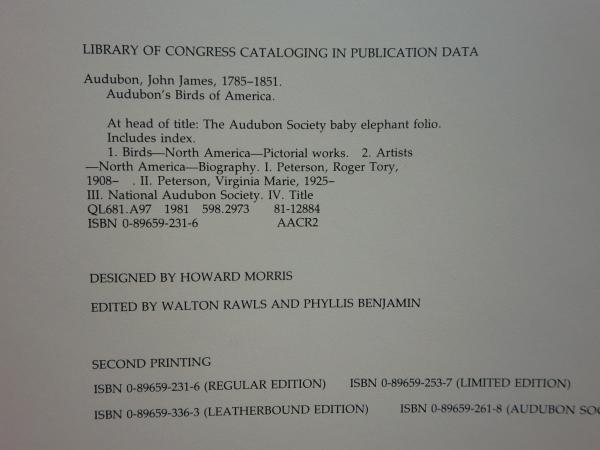 LIBRARY OF CONGRESS CATALOGING IN PUBLICATION DATA
Audubon, John James, 1785–1851.
Audubon's Birds of America.
At head of title: The Audubon Society baby elephant folio.
Includes index.
1. Birds—North America—Pictorial works. 2. Artists
—North America—Biography. I. Peterson, Roger Tory,
1908– . II. Peterson, Virginia Marie, 1925–
III. National Audubon Society. IV. Title
QL681.A97 1981 598.2973 81-12884
ISBN 0-89659-231-6 AACR2
DESIGNED BY HOWARD MORRIS
EDITED BY WALTON RAWLS AND PHYLLIS BENJAMIN
SECOND PRINTING
ISBN 0-89659-231-6 (REGULAR EDITION) ISBN 0-89659-253-7 (LIMITED EDITION)
ISBN 0-89659-336-3 (LEATHERBOUND EDITION) ISBN 0-89659-261-8 (AUDUBON